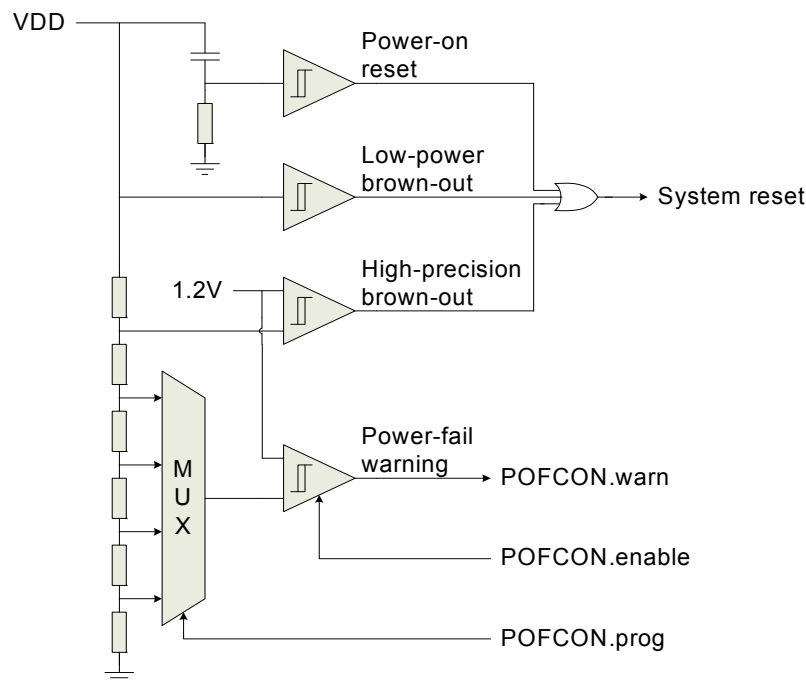 VDD
Power-on
reset
Low-power
brown-out
System reset
High-precision
brown-out
1.2V
Power-fail
warning
M
U
X
POFCON.warn
POFCON.enable
POFCON.prog